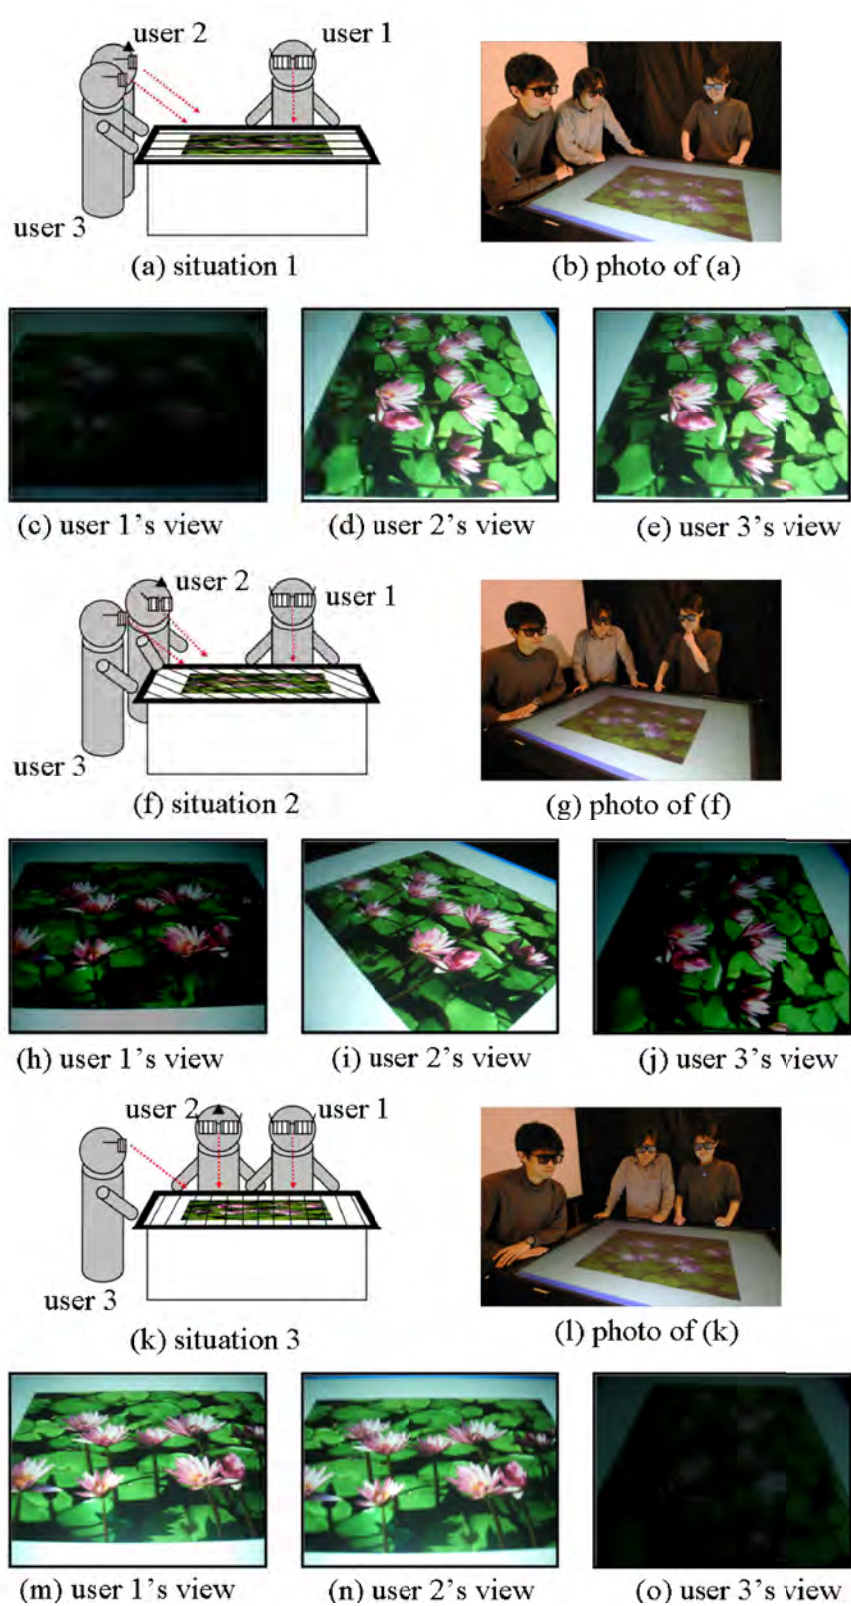 user 2
user 1
user 3
(a) situation 1
(b) photo of (a)
(c) user 1’s view
(d) user 2’s view
(e) user 3’s view
user 2
user 1
user 3
(f) situation 2
(g) photo of (f)
(h) user 1’s view
(i) user 2’s view
(j) user 3’s view
user 2
user 1
user 3
(k) situation 3
(l) photo of (k)
(m) user 1’s view
(n) user 2’s view
(o) user 3’s view